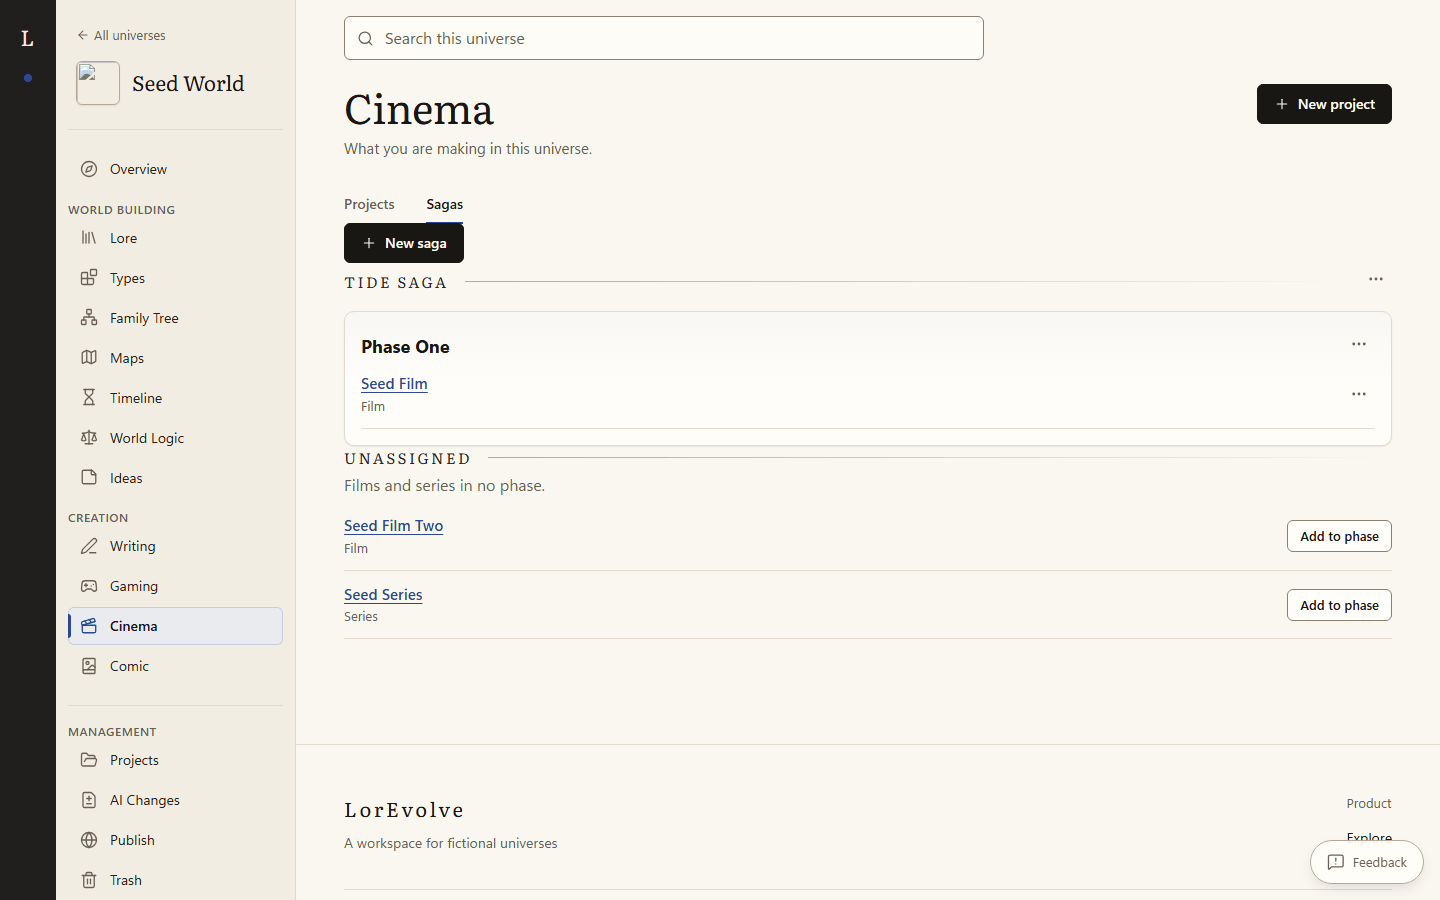 L
All universes
Seed World
Overview
WORLD BUILDING
Lore
Types
Family Tree
Maps
Timeline
World Logic
Ideas
CREATION
Writing
Gaming
Cinema
Comic
MANAGEMENT
Projects
AI Changes
Publish
Trash
Search this universe
Cinema
New project
What you are making in this universe.
Projects
Sagas
New saga
TIDE SAGA
Phase One
Seed Film
Film
UNASSIGNED
Films and series in no phase.
Seed Film Two
Film
Add to phase
Seed Series
Series
Add to phase
LorEvolve
A workspace for fictional universes
Product
Explore
Feedback